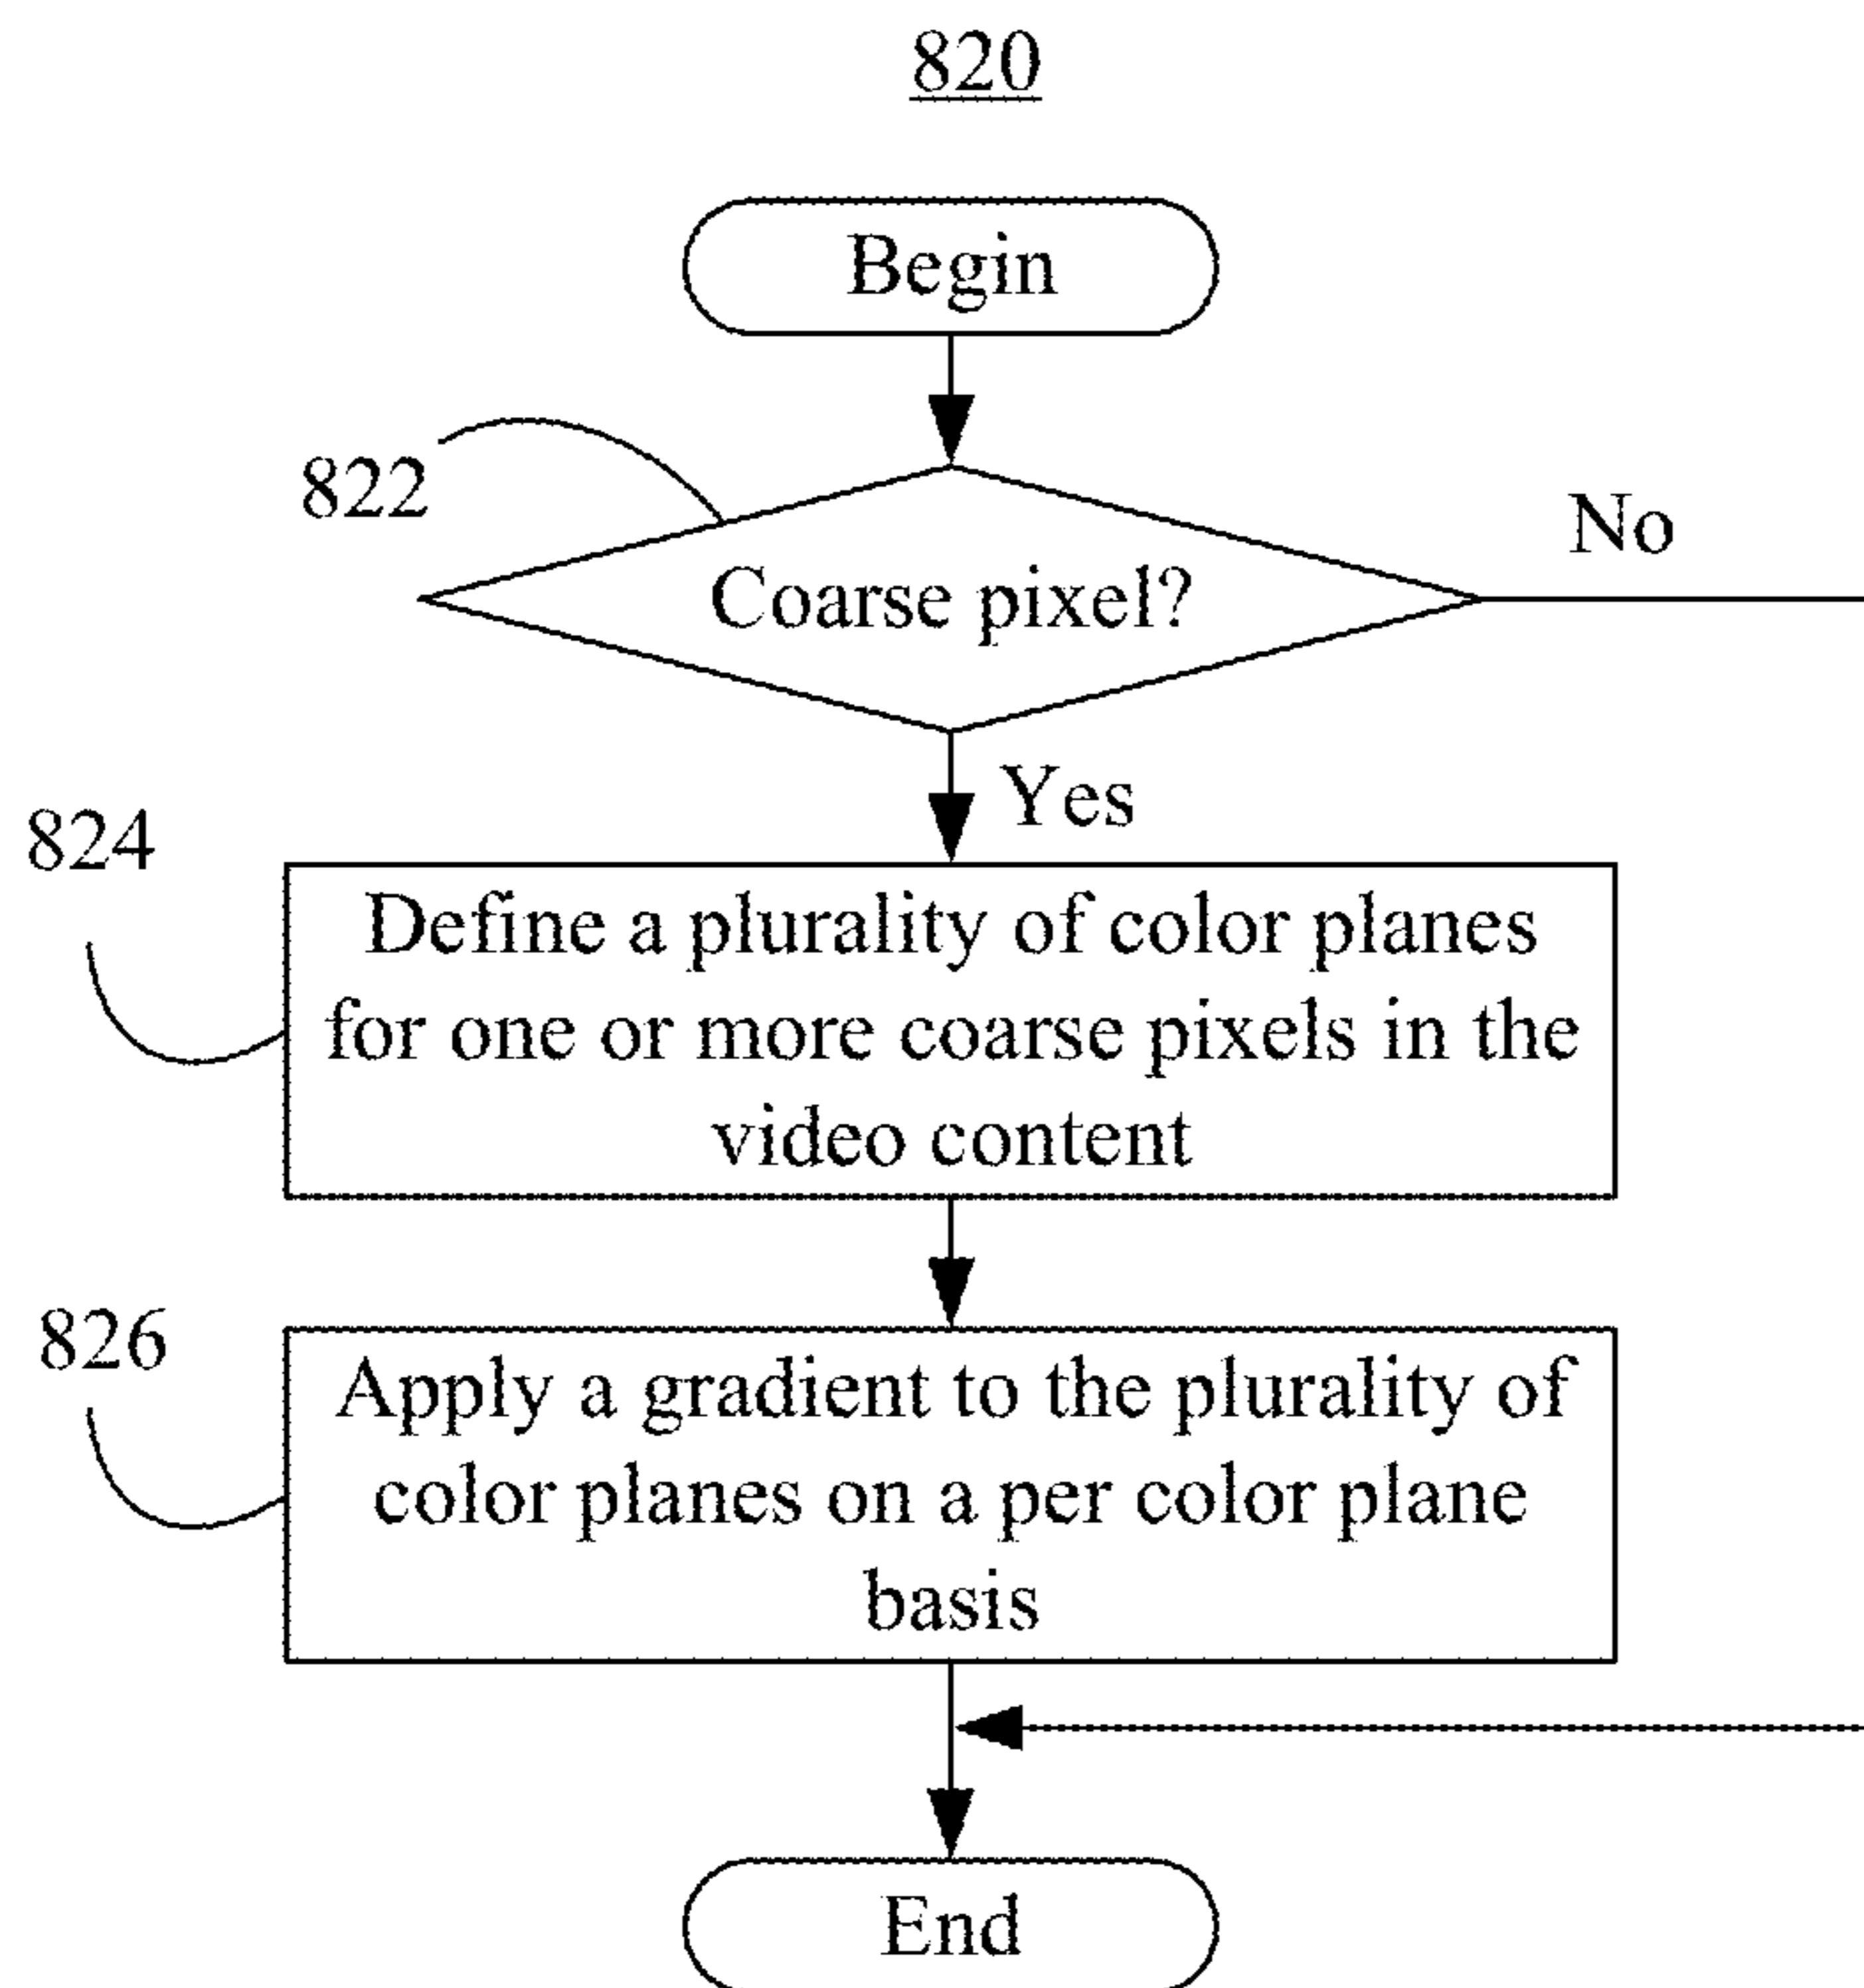 820
Begin
822
Coarse pixel?
No
Yes
824
Define a plurality of color planes
for one or more coarse pixels in the
video content
826
Apply a gradient to the plurality of
color planes on a per color plane
basis
End